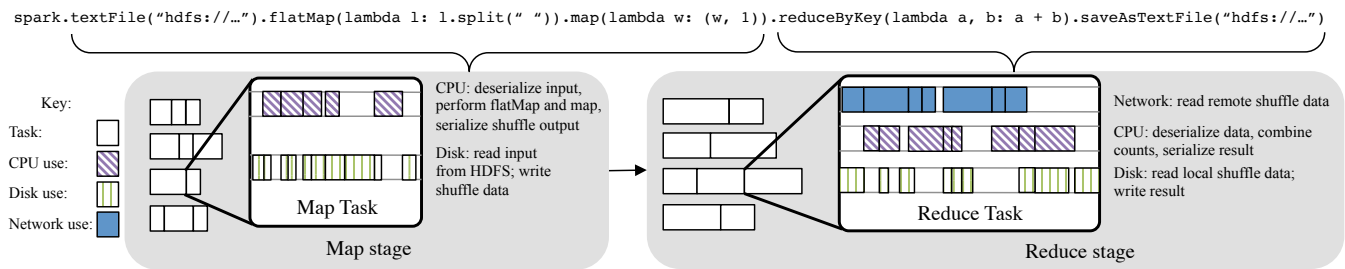 spark.textFile(“hdfs://…”).flatMap(lambda l: l.split(“ ”)).map(lambda w: (w, 1)).reduceByKey(lambda a, b: a + b).saveAsTextFile(“hdfs://…”)
Key:
Task:
CPU use:
Disk use:
Network use:
Map Task
CPU: deserialize input,
perform flatMap and map,
serialize shuffle output
Disk: read input
from HDFS; write
shuffle data
Map stage
Reduce Task
Network: read remote shuffle data
CPU: deserialize data, combine
counts, serialize result
Disk: read local shuffle data;
write result
Reduce stage